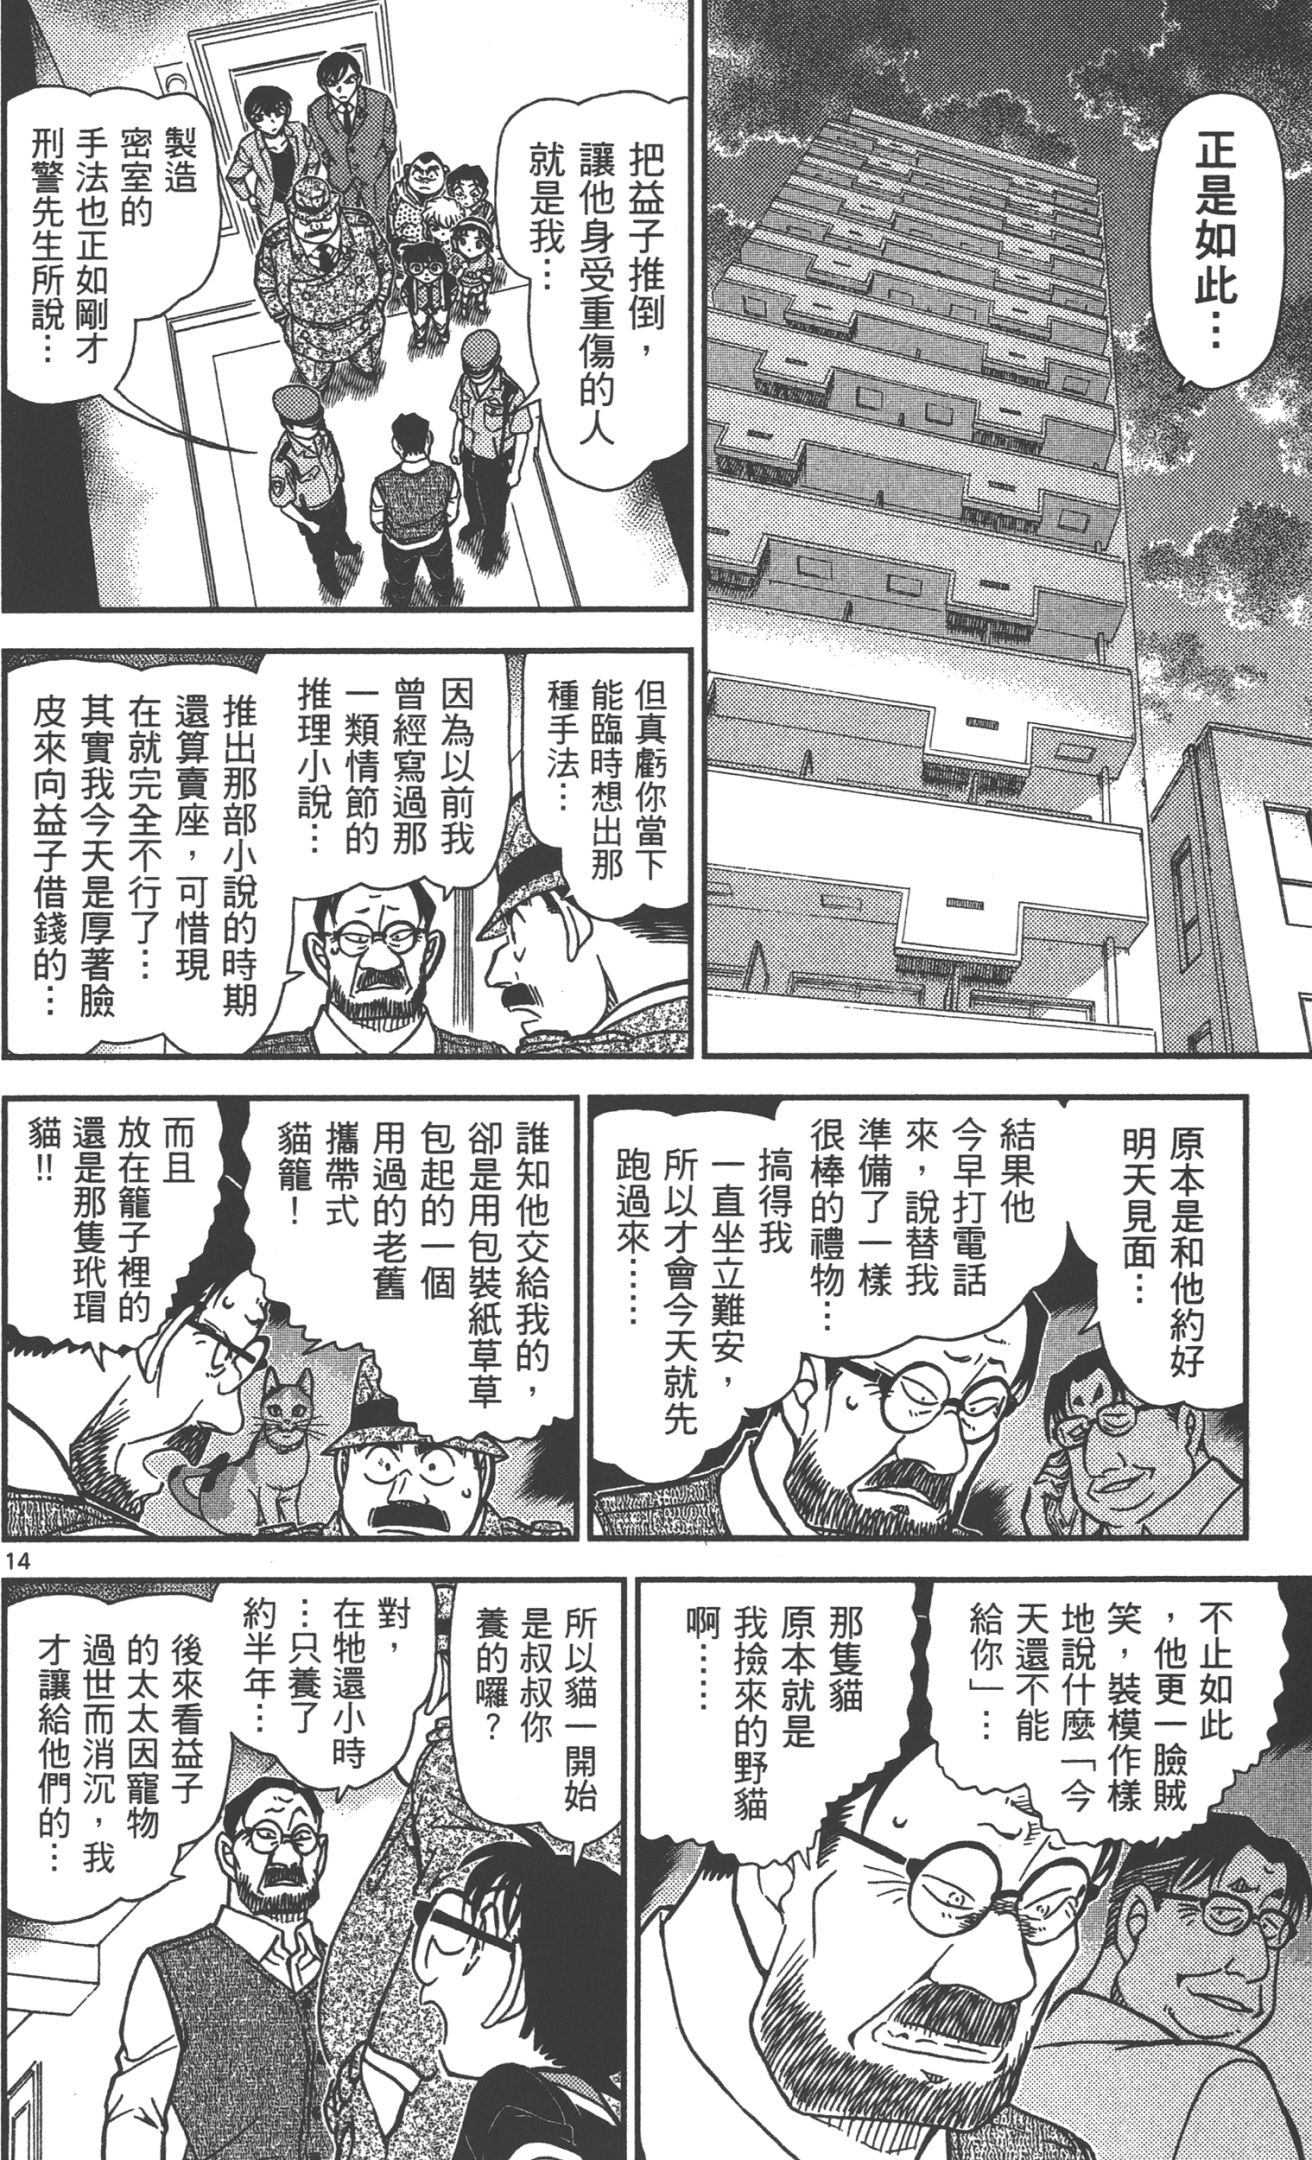 正是如此…
把益子推倒，
讓他身受重傷的人
就是我…
製造
密室的
手法也正如剛才
刑警先生所說…
但真虧你當下
能臨時想出那
種手法…
因為以前我
曾經寫過那
一類情節的
推理小說…
推出那部小說的時期
還算賣座，可惜現
在就完全不行了…
其實我今天是厚著臉
皮來向益子借錢的…
原本是和他約好
明天見面…
結果他
今早打電話
來，說替我
準備了一樣
很棒的禮物…
搞得我
一直坐立難安，
所以才會今天就先
跑過來……
誰知他交給我的，
卻是用包裝紙草草
包起的一個
用過的老舊
攜帶式
貓籠！
而且
放在籠子裡的
還是那隻玳瑁
貓!!
14
不止如此
，他更一臉賊
笑，裝模作樣
地說什麼「今
天還不能
給你」…
那隻貓
原本就是
我撿來的野貓
啊……
所以貓一開始
是叔叔你
養的囉？
對，
在牠還小時
…只養了
約半年…
後來看益子
的太太因寵物
過世而消沉，我
才讓給他們的…